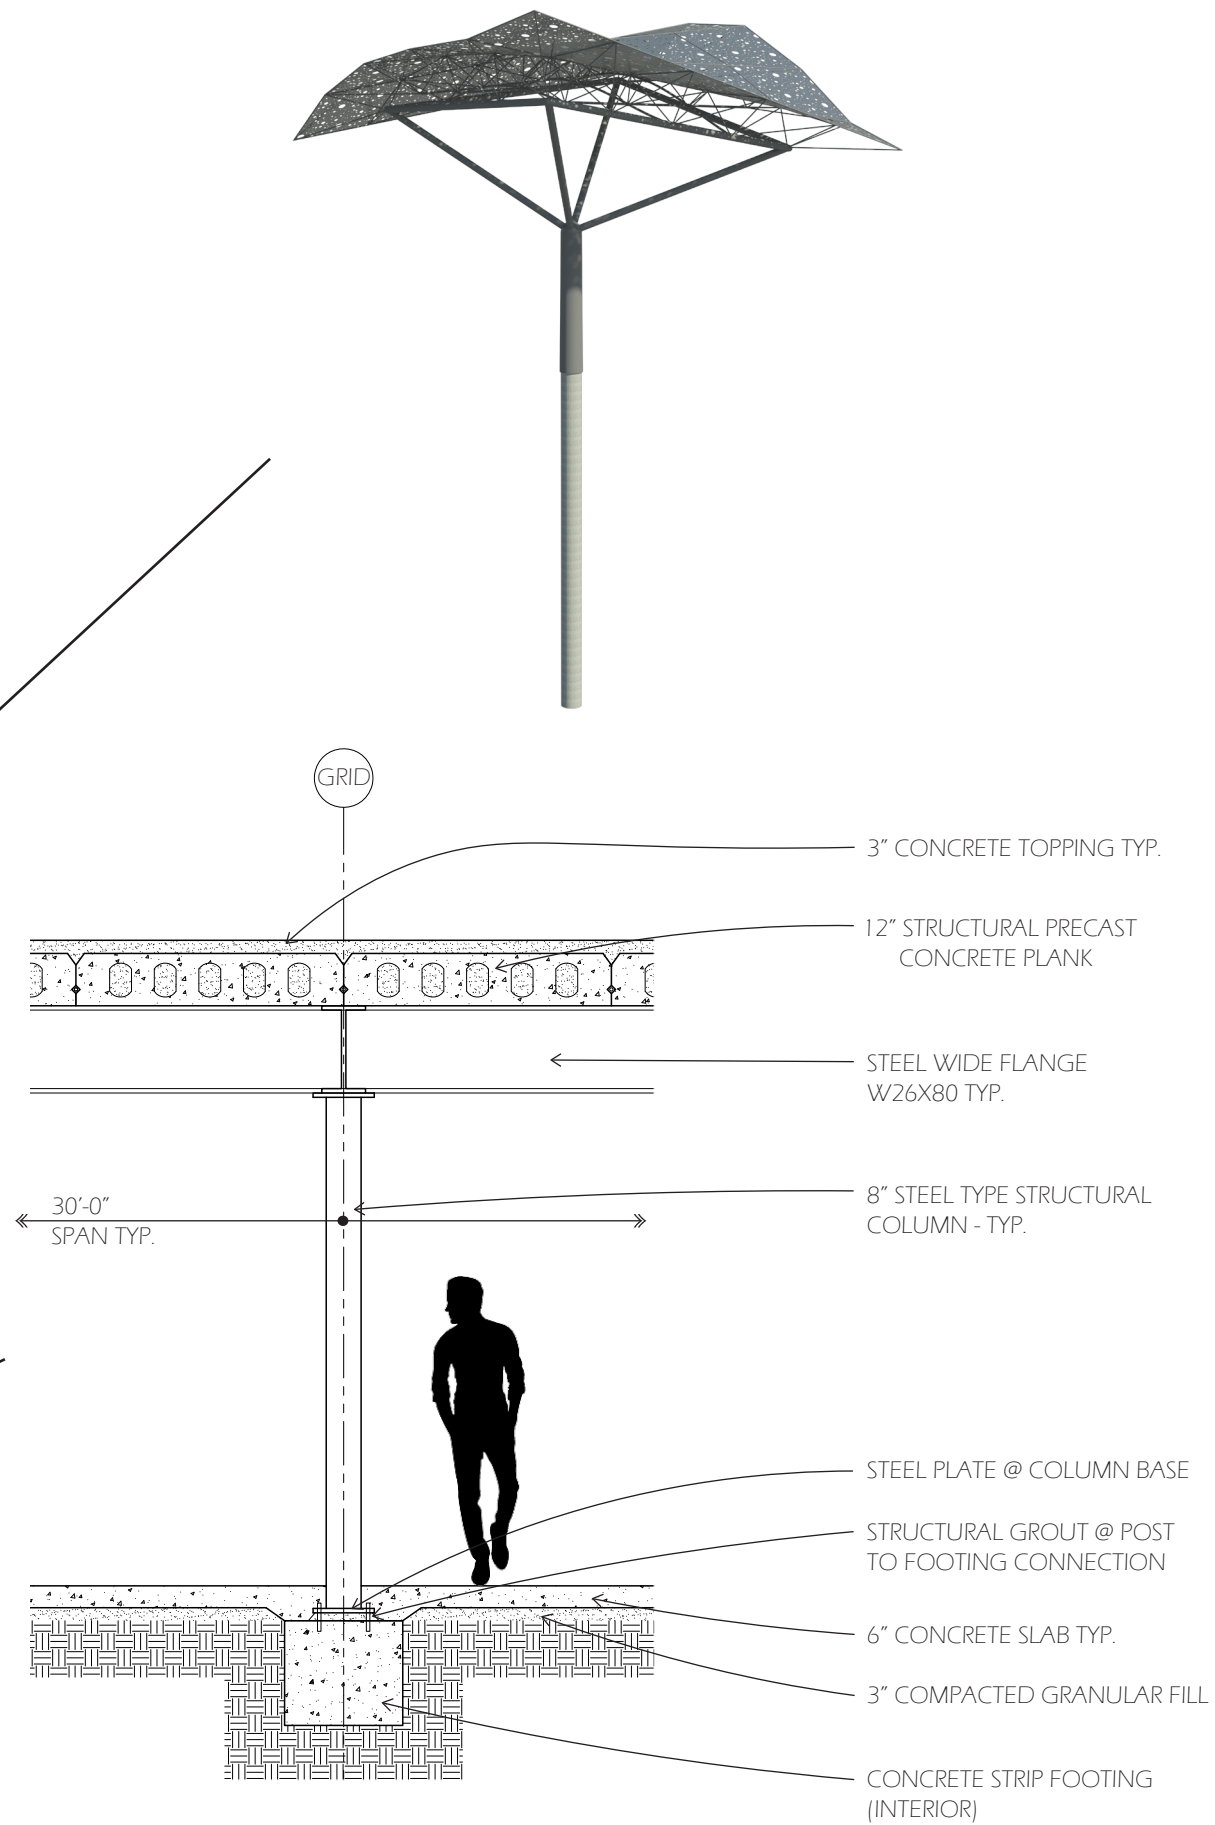 GRID
3” CONCRETE TOPPING TYP.
12” STRUCTURAL PRECAST
CONCRETE PLANK
STEEL WIDE FLANGE
W26X80 TYP.
8” STEEL TYPE STRUCTURAL
COLUMN - TYP.
30’-0”
SPAN TYP.
STEEL PLATE @ COLUMN BASE
STRUCTURAL GROUT @ POST
TO FOOTING CONNECTION
6” CONCRETE SLAB TYP.
3” COMPACTED GRANULAR FILL
CONCRETE STRIP FOOTING
(INTERIOR)